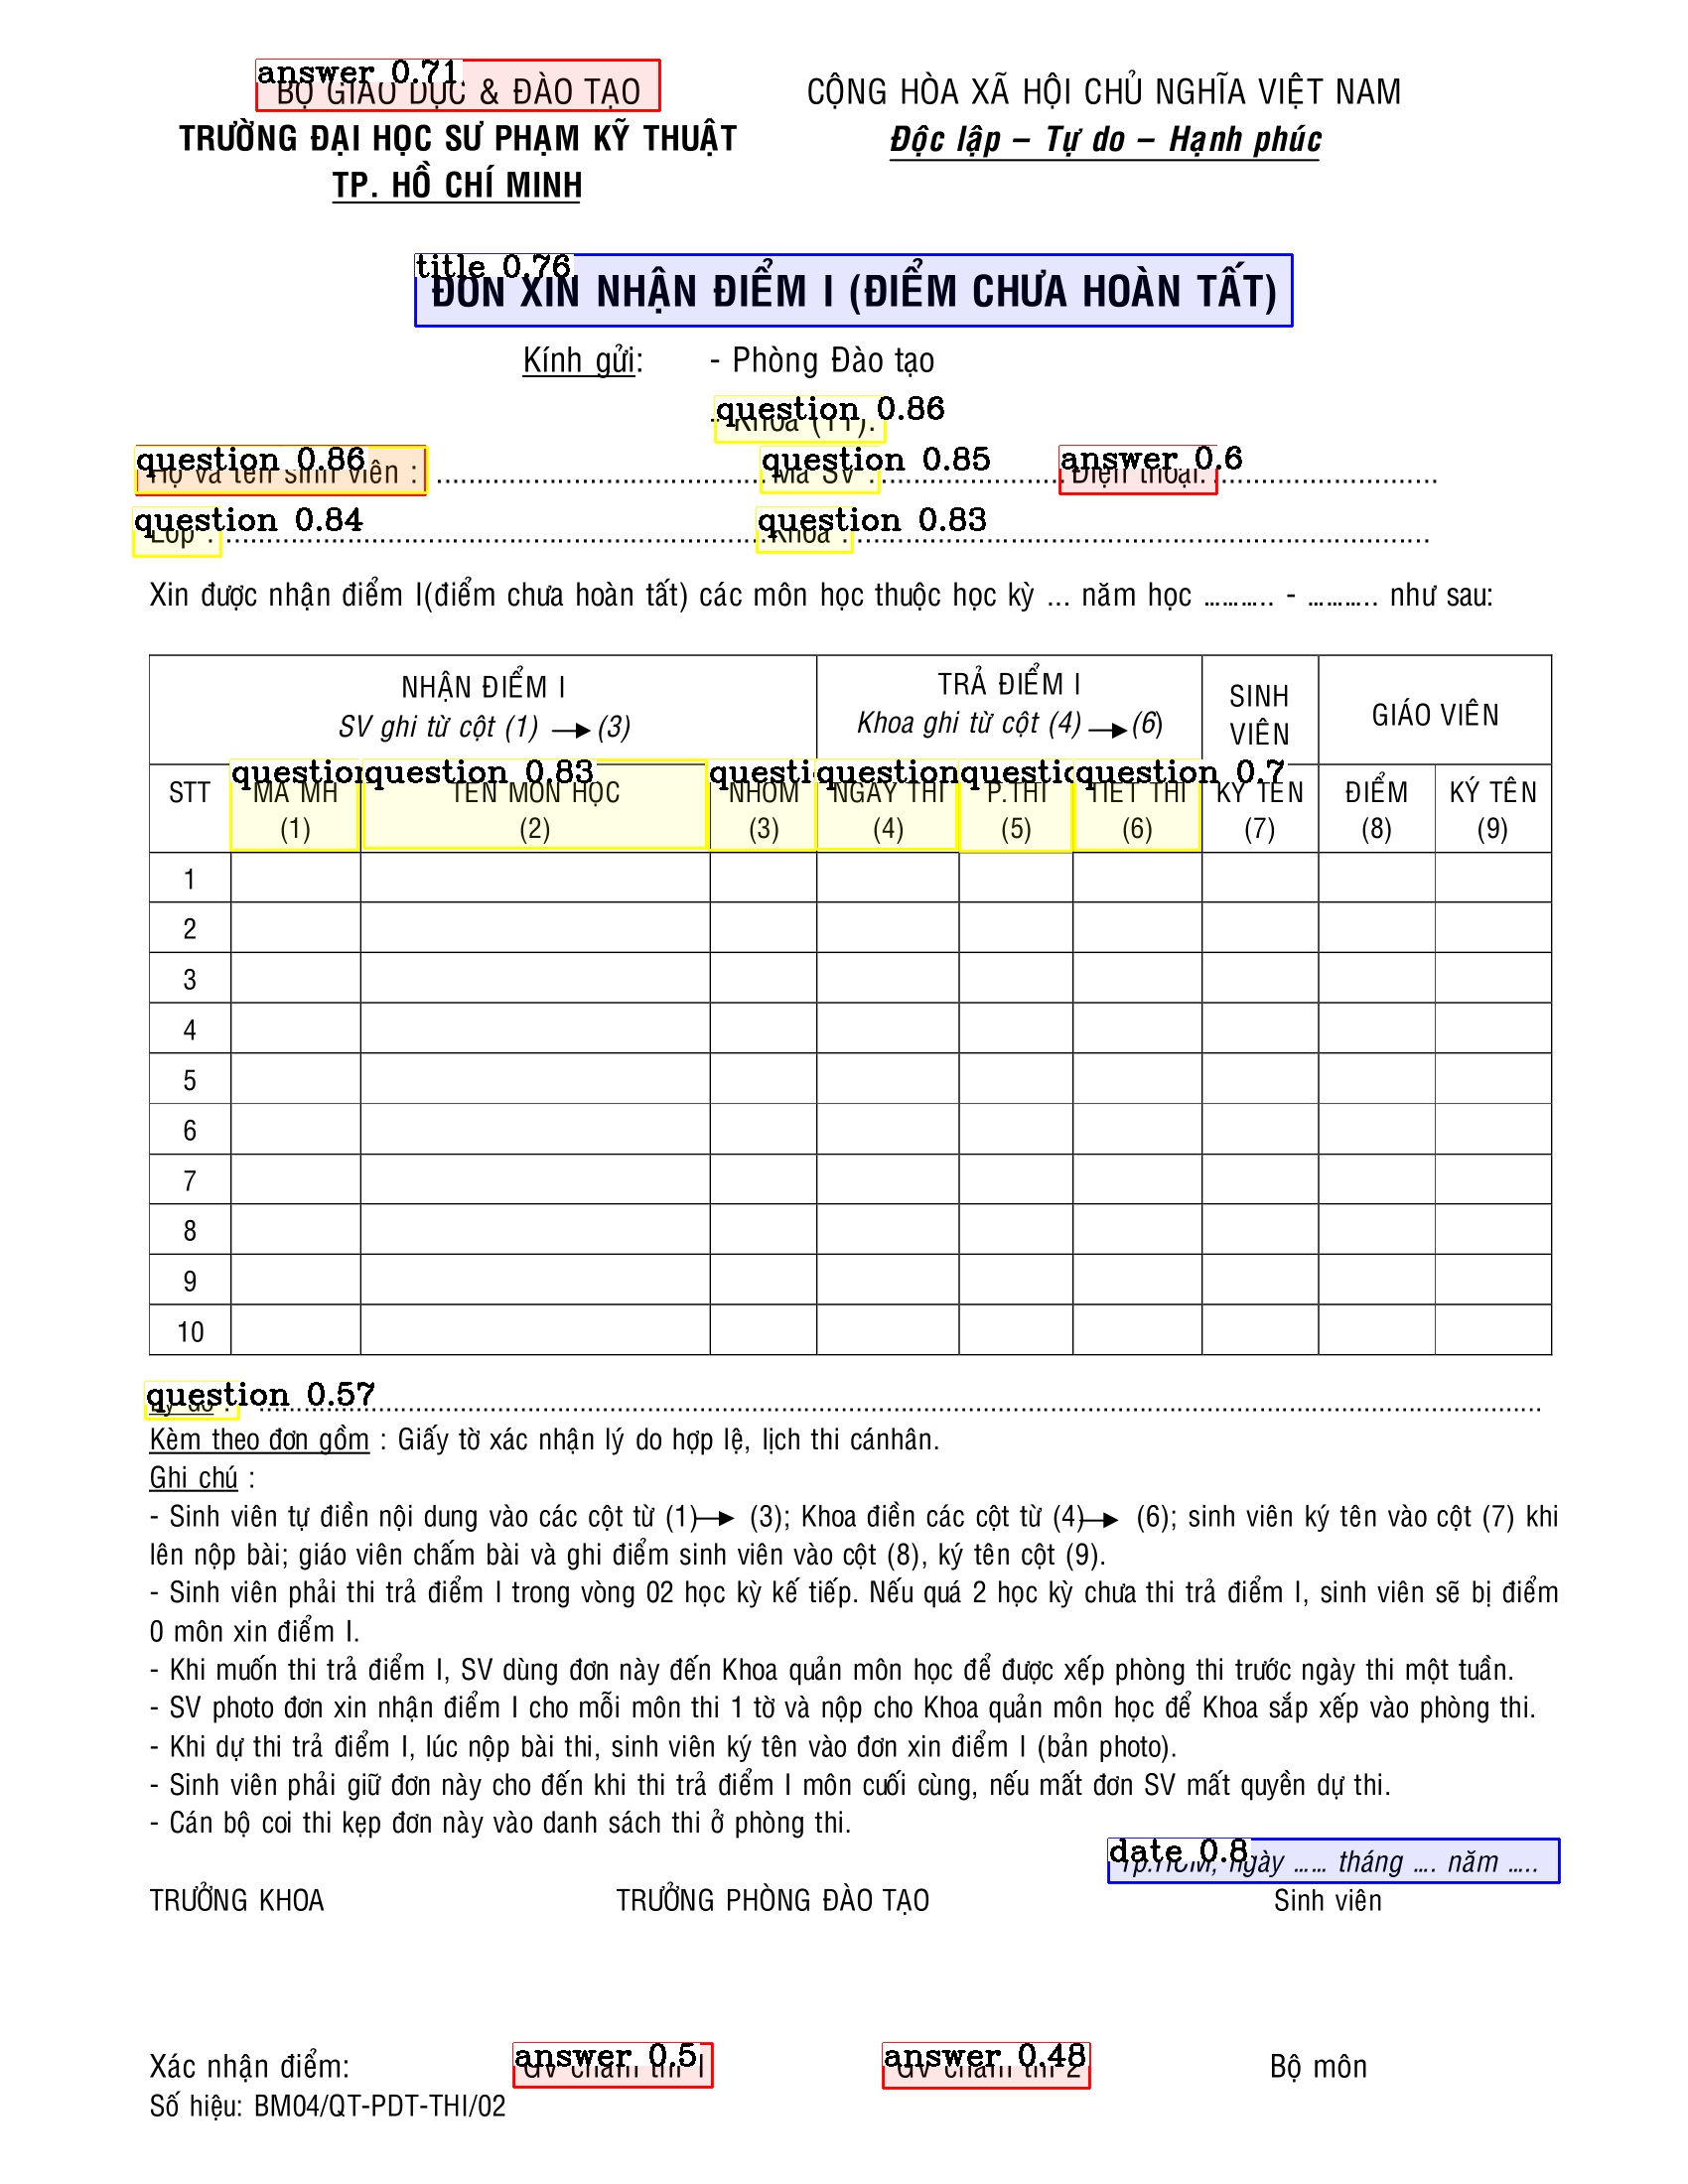 answer 0.71
BỘ GIÁO DỤC & ĐÀO TẠO
CỘNG HÒA XÃ HỘI CHỦ NGHĨA VIỆT NAM
TRƯỜNG ĐẠI HỌC SƯ PHẠM KỸ THUẬT
Độc lập – Tự do – Hạnh phúc
TP. HỒ CHÍ MINH
title 0.76
ĐƠN XIN NHẬN ĐIỂM I (ĐIỂM CHƯA HOÀN TẤT)
Kính gửi: - Phòng Đào tạo
question 0.86
- Khoa (11):
question 0.86 question 0.85 answer 0.6
Họ và tên sinh viên : Mã SV : Điện thoại:
question 0.84 question 0.83
Lớp : Khoa :
Xin được nhận điểm I(điểm chưa hoàn tất) các môn học thuộc học kỳ ... năm học ……….. - ……….. như sau:
NHẬN ĐIỂM I
SV ghi từ cột (1) → (3)
TRẢ ĐIỂM I
Khoa ghi từ cột (4) → (6)
SINH
VIÊN
GIÁO VIÊN
question question 0.83 questi question questic question 0.7
STT MÃ MH TÊN MÔN HỌC NHÓM NGÀY THI P.THI TIẾT THI KÝ TÊN ĐIỂM KÝ TÊN
(1) (2) (3) (4) (5) (6) (7) (8) (9)
1
2
3
4
5
6
7
8
9
10
question 0.57
Lý do :
Kèm theo đơn gồm : Giấy tờ xác nhận lý do hợp lệ, lịch thi cánhân.
Ghi chú :
- Sinh viên tự điền nội dung vào các cột từ (1)→ (3); Khoa điền các cột từ (4)→ (6); sinh viên ký tên vào cột (7) khi
lên nộp bài; giáo viên chấm bài và ghi điểm sinh viên vào cột (8), ký tên cột (9).
- Sinh viên phải thi trả điểm I trong vòng 02 học kỳ kế tiếp. Nếu quá 2 học kỳ chưa thi trả điểm I, sinh viên sẽ bị điểm
0 môn xin điểm I.
- Khi muốn thi trả điểm I, SV dùng đơn này đến Khoa quản môn học để được xếp phòng thi trước ngày thi một tuần.
- SV photo đơn xin nhận điểm I cho mỗi môn thi 1 tờ và nộp cho Khoa quản môn học để Khoa sắp xếp vào phòng thi.
- Khi dự thi trả điểm I, lúc nộp bài thi, sinh viên ký tên vào đơn xin điểm I (bản photo).
- Sinh viên phải giữ đơn này cho đến khi thi trả điểm I môn cuối cùng, nếu mất đơn SV mất quyền dự thi.
- Cán bộ coi thi kẹp đơn này vào danh sách thi ở phòng thi.
date 0.8
Tp.HCM, ngày …… tháng …. năm …..
TRƯỞNG KHOA TRƯỞNG PHÒNG ĐÀO TẠO Sinh viên
answer 0.5 answer 0.48
Xác nhận điểm: GV chấm thi 1 GV chấm thi 2 Bộ môn
Số hiệu: BM04/QT-PDT-THI/02